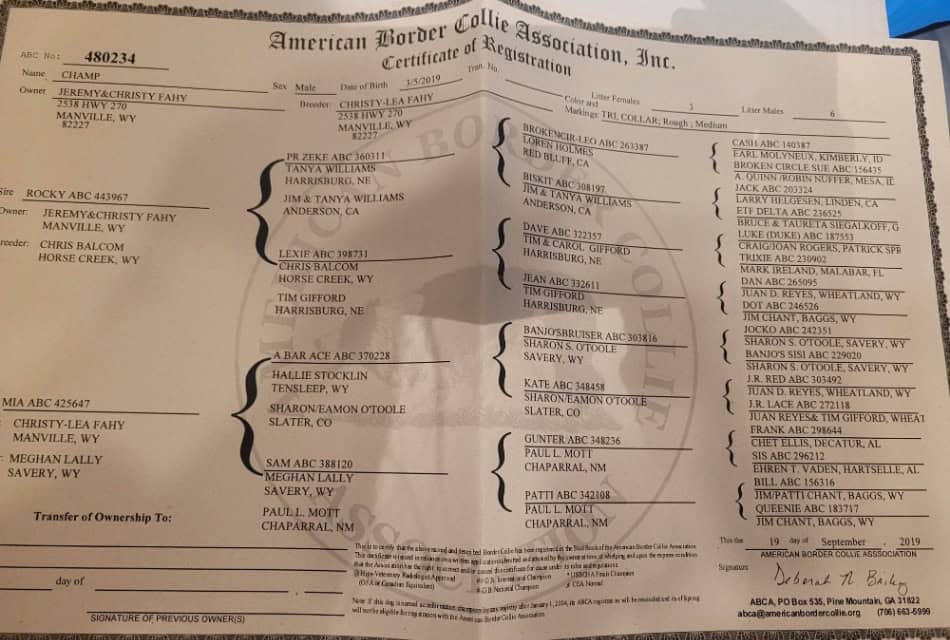 American Border Collie Association, Inc.
Certificate of Registration
ABC No: 480234
Name CHAMP
Sex Male Date of Birth 3/5/2019 Tran. No.
Owner JEREMY&CHRISTY FAHY
2538 HWY 270
MANVILLE, WY
82227
Breeder: CHRISTY-LEA FAHY
2538 HWY 270
MANVILLE, WY
82227
Litter Females 3 Litter Males 6
Color and
Markings: TRI, COLLAR; Rough ; Medium
Sire ROCKY ABC 443967
Owner: JEREMY&CHRISTY FAHY
MANVILLE, WY
reeder: CHRIS BALCOM
HORSE CREEK, WY
MIA ABC 425647
CHRISTY-LEA FAHY
MANVILLE, WY
MEGHAN LALLY
SAVERY, WY
PR ZEKE ABC 360311
TANYA WILLIAMS
HARRISBURG, NE
JIM & TANYA WILLIAMS
ANDERSON, CA
LEXIE ABC 398731
CHRIS BALCOM
HORSE CREEK, WY
TIM GIFFORD
HARRISBURG, NE
A BAR ACE ABC 370228
HALLIE STOCKLIN
TENSLEEP, WY
SHARON/EAMON O'TOOLE
SLATER, CO
SAM ABC 388120
MEGHAN LALLY
SAVERY, WY
PAUL L. MOTT
CHAPARRAL, NM
BROKENCIR-LEO ABC 263387
LOREN HOLMES
RED BLUFF, CA
BISKIT ABC 308197
JIM & TANYA WILLIAMS
ANDERSON, CA
DAVE ABC 322357
TIM & CAROL GIFFORD
HARRISBURG, NE
JEAN ABC 332611
TIM GIFFORD
HARRISBURG, NE
BANJO'SBRUISER ABC 303816
SHARON S. O'TOOLE
SAVERY, WY
KATE ABC 348458
SHARON/EAMON O'TOOLE
SLATER, CO
GUNTER ABC 348236
PAUL L. MOTT
CHAPARRAL, NM
PATTI ABC 342108
PAUL L. MOTT
CHAPARRAL, NM
CASH ABC 140387
EARL MOLYNEUX, KIMBERLY, ID
BROKEN CIRCLE SUE ABC 156435
A. QUINN /ROBIN NUFFER, MESA, IE
JACK ABC 203324
LARRY HELGESEN, LINDEN, CA
ETF DELTA ABC 236525
BRUCE & TAURETA SIEGALKOFF, G
LUKE (DUKE) ABC 187553
CRAIG/JOAN ROGERS, PATRICK SPR
TRIXIE ABC 230902
MARK IRELAND, MALABAR, FL
DAN ABC 265095
JUAN D. REYES, WHEATLAND, WY
DOT ABC 246526
JIM CHANT, BAGGS, WY
JOCKO ABC 242351
SHARON S. O'TOOLE, SAVERY, WY
BANJO'S SISI ABC 229020
SHARON S. O'TOOLE, SAVERY, WY
J.R. RED ABC 303492
JUAN D. REYES, WHEATLAND, WY
J.R. LACE ABC 272118
JUAN REYES& TIM GIFFORD, WHEAT
FRANK ABC 298644
CHET ELLIS, DECATUR, AL
SIS ABC 296212
EHREN T. VADEN, HARTSELLE, AL
BILL ABC 156316
JIM/PATTI CHANT, BAGGS, WY
QUEENIE ABC 183717
JIM CHANT, BAGGS, WY
Transfer of Ownership To:
day of
SIGNATURE OF PREVIOUS OWNER(S)
This the 19 day of September , 2019
AMERICAN BORDER COLLIE ASSOCIATION
Signature Deborah N Bailey
ABCA, PO Box 535, Pine Mountain, GA 31822
abca@americanbordercollie.org (706) 663-5999
AMERICAN BORDER COLLIE ASSOCIATION